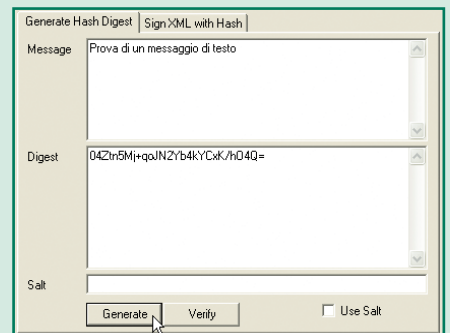 Generate Hash Digest Sign XML with Hash
Message Prova di un messaggio di testo
Digest 04Ztn5Mj+qoJN2Yb4kYCxK/hO4Q=
Salt
Generate Verify Use Salt